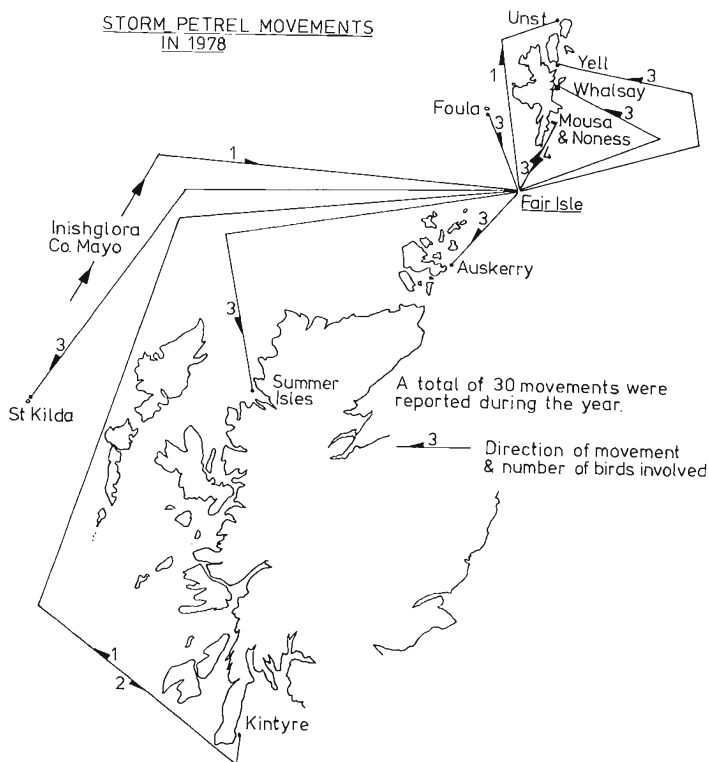 STORM PETREL MOVEMENTS
IN 1978
Unst
Yell
3
1
Whalsay
3
Foula
3
Mousa
& Noness
3
4
1
Fair Isle
Inishglora
Co. Mayo
3
Auskerry
3
3
St Kilda
Summer
Isles
A total of 30 movements were
reported during the year.
3
Direction of movement
& number of birds involved
1
2
Kintyre